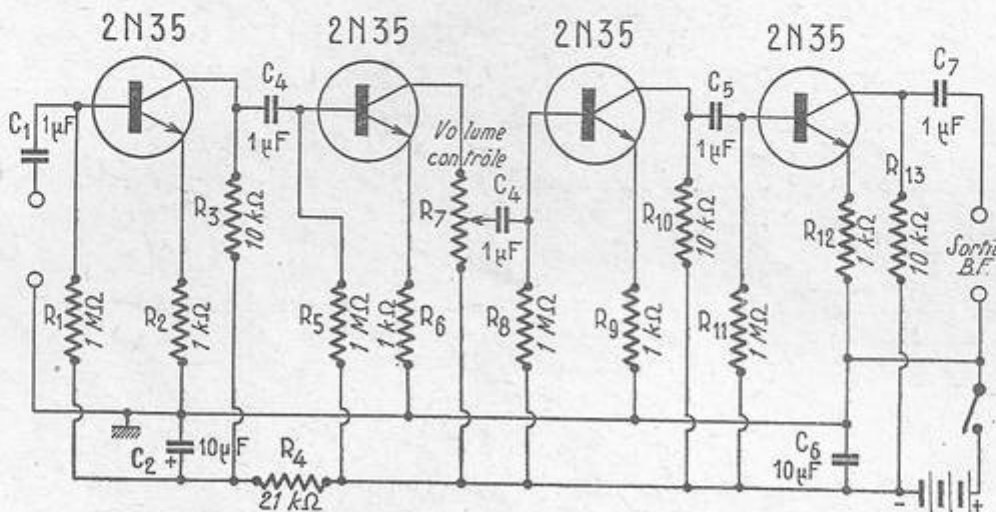 2N35
2N35
2N35
2N35
C1
1µF
C4
1µF
Volume
contrôle
C4
1µF
C5
1µF
C7
1µF
R1
1 MΩ
R2
1 kΩ
R3
10 kΩ
R5
1 MΩ
R6
1 kΩ
R7
R8
1 MΩ
R9
1 kΩ
R10
10 kΩ
R11
1 MΩ
R12
1 kΩ
R13
10 kΩ
Sortie
B.F.
C2
+
10µF
R4
21 kΩ
C6
10µF
-
+